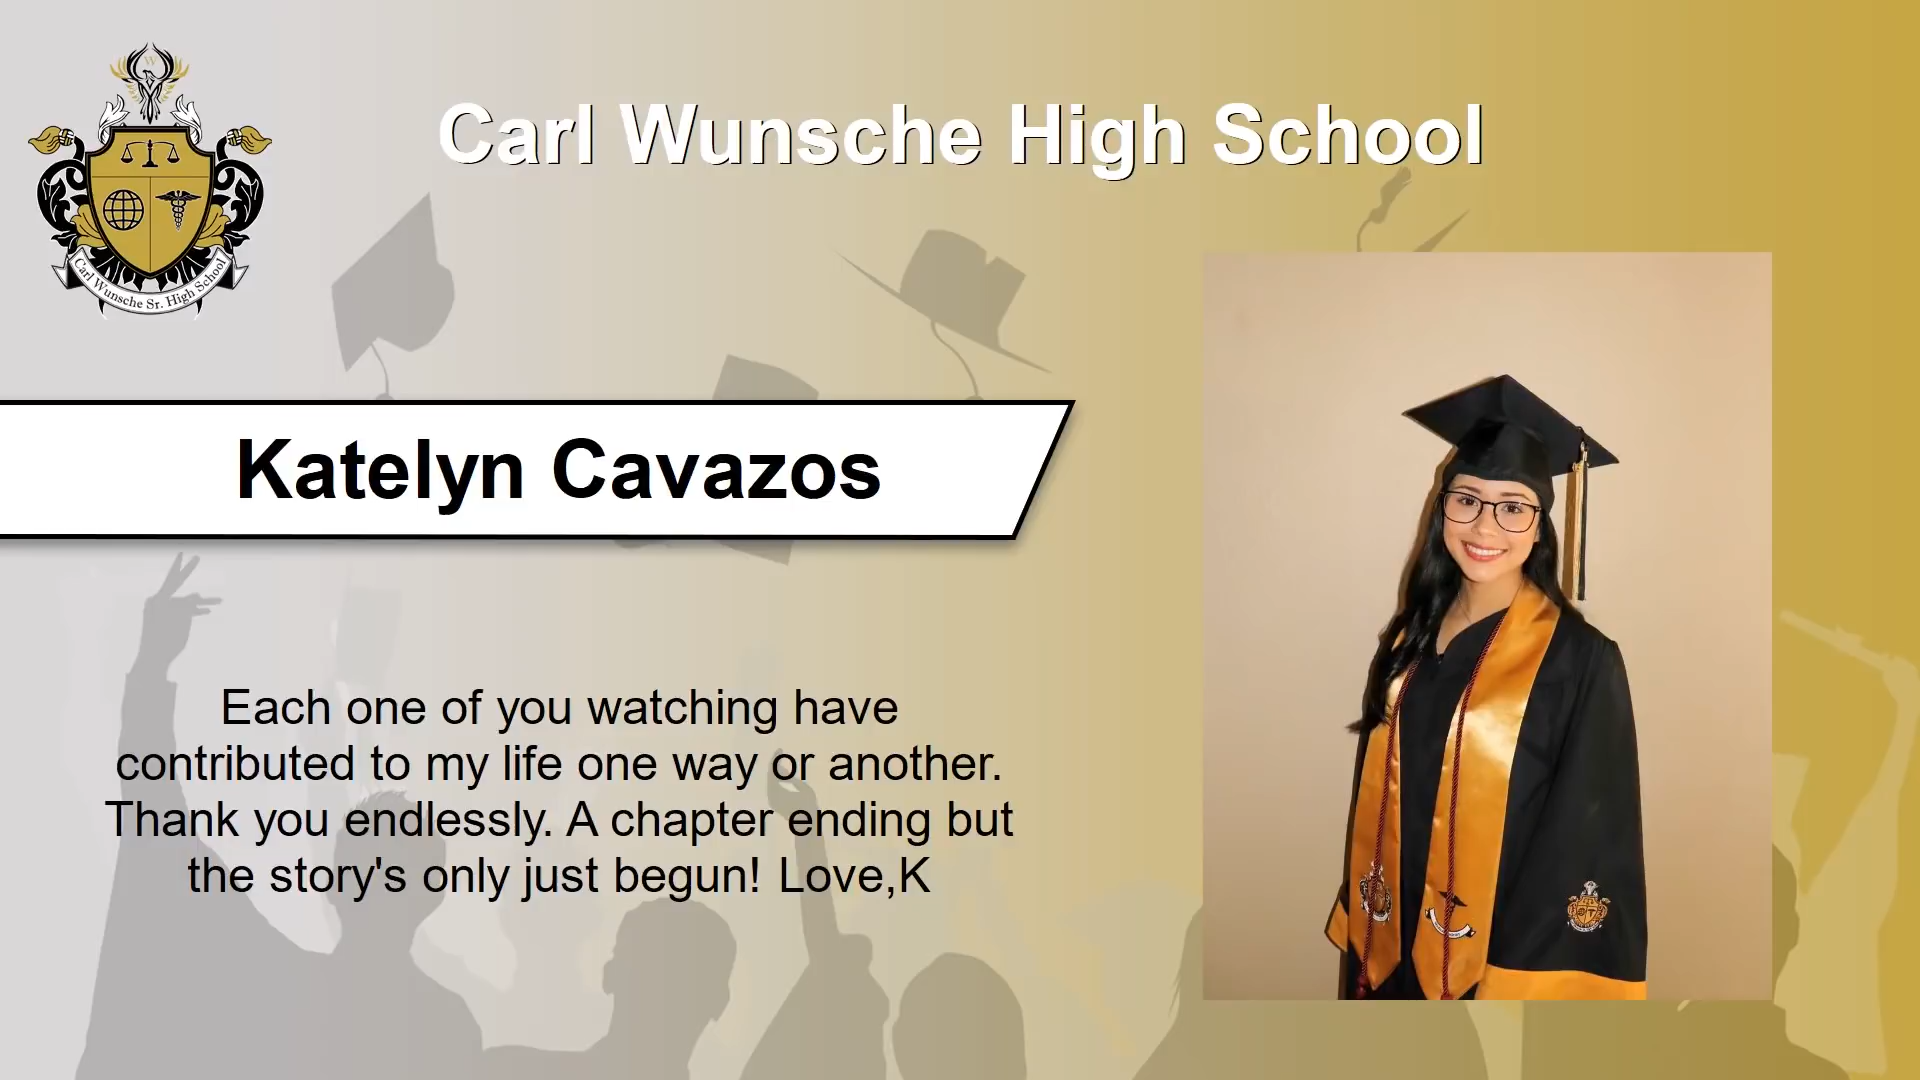 W
Carl Wunsche Sr. High School
Carl Wunsche High School
Katelyn Cavazos
Each one of you watching have
contributed to my life one way or another.
Thank you endlessly. A chapter ending but
the story's only just begun! Love,K